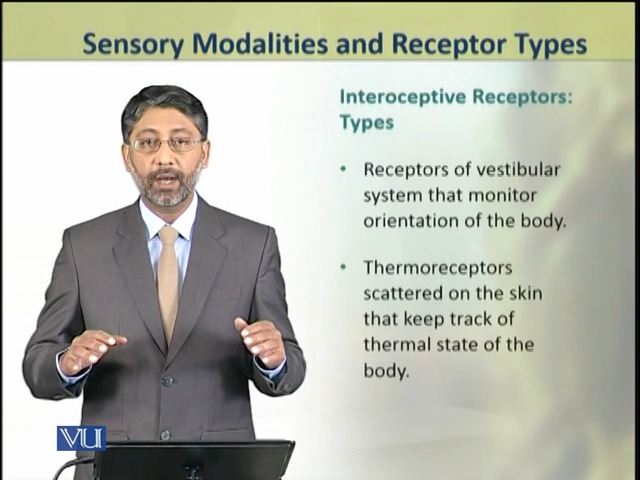 Sensory Modalities and Receptor Types
Interoceptive Receptors:
Types
• Receptors of vestibular
system that monitor
orientation of the body.
• Thermoreceptors
scattered on the skin
that keep track of
thermal state of the
body.
VU